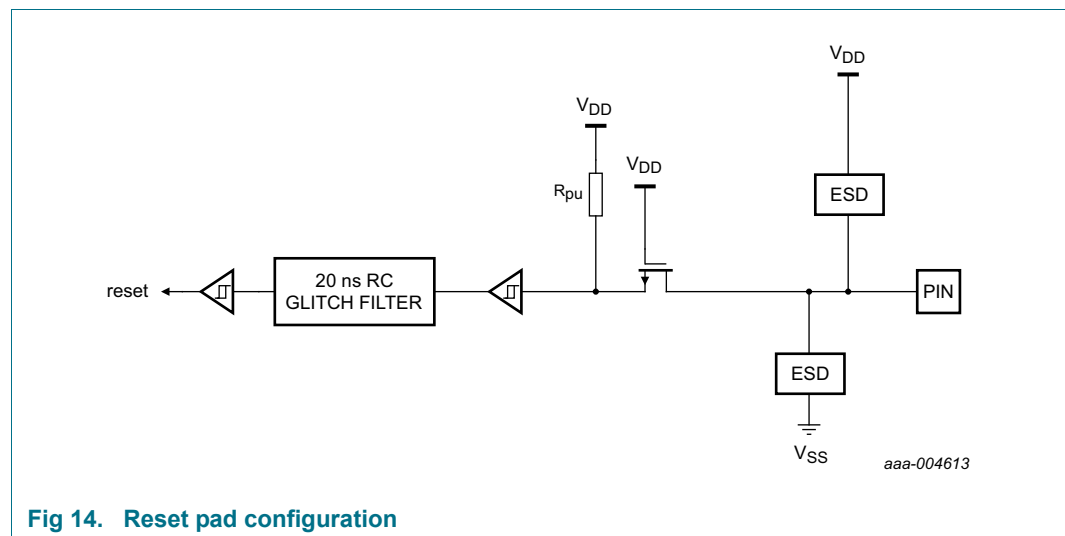 VDD
VDD
VDD
Rpu
ESD
reset
20 ns RC
GLITCH FILTER
PIN
ESD
VSS
aaa-004613
Fig 14. Reset pad configuration